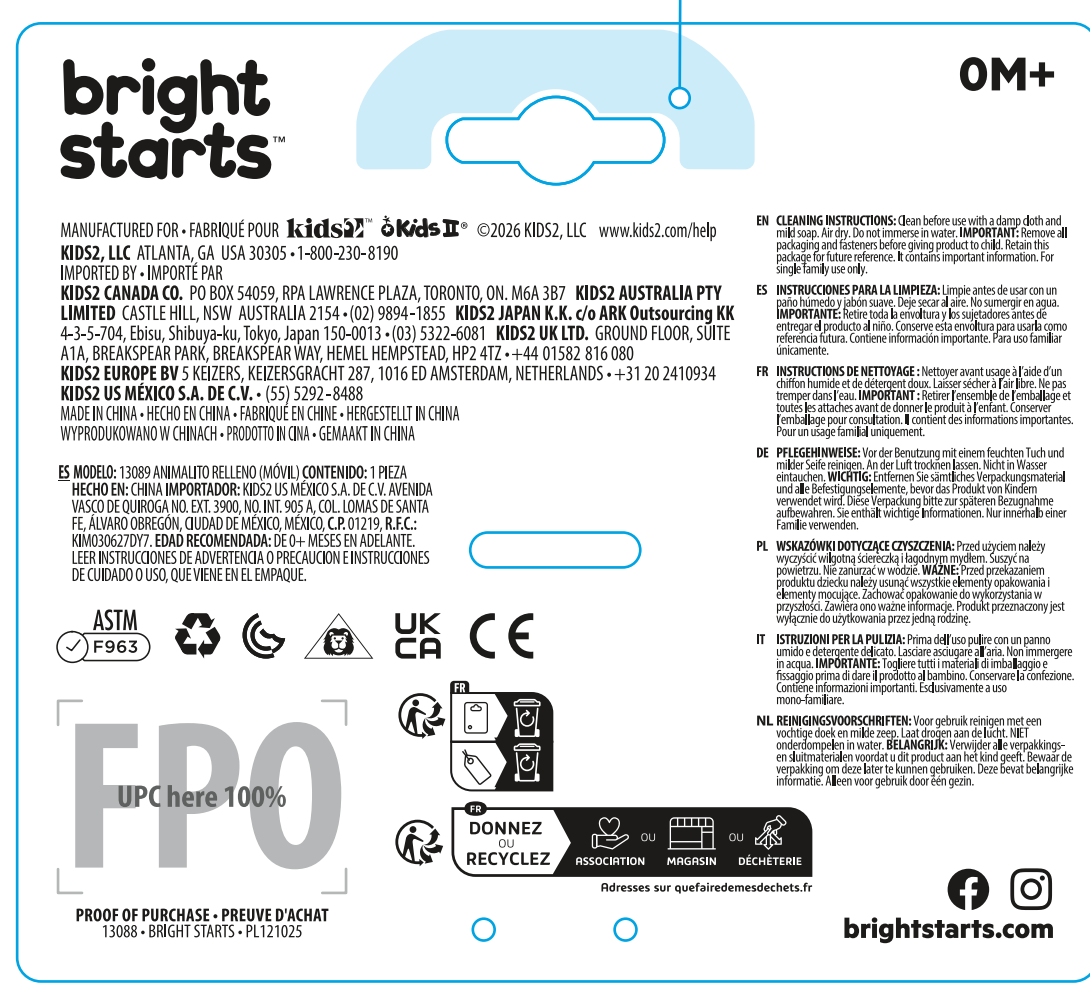 bright
starts™
0M+
MANUFACTURED FOR • FABRIQUÉ POUR kids2™ Kids II® ©2026 KIDS2, LLC www.kids2.com/help
KIDS2, LLC ATLANTA, GA USA 30305 • 1-800-230-8190
IMPORTED BY • IMPORTÉ PAR
KIDS2 CANADA CO. PO BOX 54059, RPA LAWRENCE PLAZA, TORONTO, ON. M6A 3B7 KIDS2 AUSTRALIA PTY
LIMITED CASTLE HILL, NSW AUSTRALIA 2154 • (02) 9894-1855 KIDS2 JAPAN K.K. c/o ARK Outsourcing KK
4-3-5-704, Ebisu, Shibuya-ku, Tokyo, Japan 150-0013 • (03) 5322-6081 KIDS2 UK LTD. GROUND FLOOR, SUITE
A1A, BREAKSPEAR PARK, BREAKSPEAR WAY, HEMEL HEMPSTEAD, HP2 4TZ • +44 01582 816 080
KIDS2 EUROPE BV 5 KEIZERS, KEIZERSGRACHT 287, 1016 ED AMSTERDAM, NETHERLANDS • +31 20 2410934
KIDS2 US MÉXICO S.A. DE C.V. • (55) 5292-8488
MADE IN CHINA • HECHO EN CHINA • FABRIQUÉ EN CHINE • HERGESTELLT IN CHINA
WYPRODUKOWANO W CHINACH • PRODOTTO IN CINA • GEMAAKT IN CHINA
ES MODELO: 13089 ANIMALITO RELLENO (MÓVIL) CONTENIDO: 1 PIEZA
HECHO EN: CHINA IMPORTADOR: KIDS2 US MÉXICO S.A. DE C.V. AVENIDA
VASCO DE QUIROGA NO. EXT. 3900, NO. INT. 905 A, COL. LOMAS DE SANTA
FE, ÁLVARO OBREGÓN, CIUDAD DE MÉXICO, MÉXICO, C.P. 01219, R.F.C.:
KIM030627DY7. EDAD RECOMENDADA: DE 0+ MESES EN ADELANTE.
LEER INSTRUCCIONES DE ADVERTENCIA O PRECAUCION E INSTRUCCIONES
DE CUIDADO O USO, QUE VIENE EN EL EMPAQUE.
ASTM
F963
UK
CA
CE
FPO
UPC here 100%
PROOF OF PURCHASE • PREUVE D'ACHAT
13088 • BRIGHT STARTS • PL121025
FR
FR
DONNEZ
OU
RECYCLEZ
ASSOCIATION OU MAGASIN OU DÉCHÈTERIE
Adresses sur quefairedemesdechets.fr
EN CLEANING INSTRUCTIONS: Clean before use with a damp cloth and
mild soap. Air dry. Do not immerse in water. IMPORTANT: Remove all
packaging and fasteners before giving product to child. Retain this
package for future reference. It contains important information. For
single family use only.
ES INSTRUCCIONES PARA LA LIMPIEZA: Limpie antes de usar con un
paño húmedo y jabón suave. Deje secar al aire. No sumergir en agua.
IMPORTANTE: Retire toda la envoltura y los sujetadores antes de
entregar el producto al niño. Conserve esta envoltura para usarla como
referencia futura. Contiene información importante. Para uso familiar
únicamente.
FR INSTRUCTIONS DE NETTOYAGE : Nettoyer avant usage à l'aide d'un
chiffon humide et de détergent doux. Laisser sécher à l'air libre. Ne pas
tremper dans l'eau. IMPORTANT : Retirer l'ensemble de l'emballage et
toutes les attaches avant de donner le produit à l'enfant. Conserver
l'emballage pour consultation. Il contient des informations importantes.
Pour un usage familial uniquement.
DE PFLEGEHINWEISE: Vor der Benutzung mit einem feuchten Tuch und
milder Seife reinigen. An der Luft trocknen lassen. Nicht in Wasser
eintauchen. WICHTIG: Entfernen Sie sämtliches Verpackungsmaterial
und alle Befestigungselemente, bevor das Produkt von Kindern
verwendet wird. Diese Verpackung bitte zur späteren Bezugnahme
aufbewahren. Sie enthält wichtige Informationen. Nur innerhalb einer
Familie verwenden.
PL WSKAZÓWKI DOTYCZĄCE CZYSZCZENIA: Przed użyciem należy
wyczyścić wilgotną ściereczką i łagodnym mydłem. Suszyć na
powietrzu. Nie zanurzać w wodzie. WAŻNE: Przed przekazaniem
produktu dziecku należy usunąć wszystkie elementy opakowania i
elementy mocujące. Zachować opakowanie do wykorzystania w
przyszłości. Zawiera ono ważne informacje. Produkt przeznaczony jest
wyłącznie do użytkowania przez jedną rodzinę.
IT ISTRUZIONI PER LA PULIZIA: Prima dell'uso pulire con un panno
umido e detergente delicato. Lasciare asciugare all'aria. Non immergere
in acqua. IMPORTANTE: Togliere tutti i materiali di imballaggio e
fissaggio prima di dare il prodotto al bambino. Conservare la confezione.
Contiene informazioni importanti. Esclusivamente a uso
mono-familiare.
NL REINIGINGSVOORSCHRIFTEN: Voor gebruik reinigen met een
vochtige doek en milde zeep. Laat drogen aan de lucht. NIET
onderdompelen in water. BELANGRIJK: Verwijder alle verpakkings-
en sluitmaterialen voordat u dit product aan het kind geeft. Bewaar de
verpakking om deze later te kunnen gebruiken. Deze bevat belangrijke
informatie. Alleen voor gebruik door één gezin.
brightstarts.com